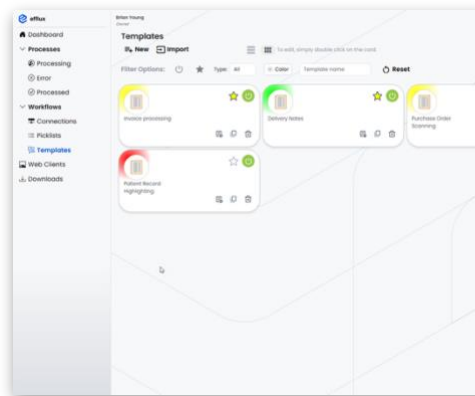 efflux
Brian Young
Owner
Dashboard
Processes
Processing
Error
Processed
Workflows
Connections
Picklists
Templates
Web Clients
Downloads
Templates
New Import
To edit, simply double click on the card.
Filter Options: Type: All Color Template name Reset
Invoice processing
Delivery Notes
Purchase Order
Scanning
Patient Record
Highlighting